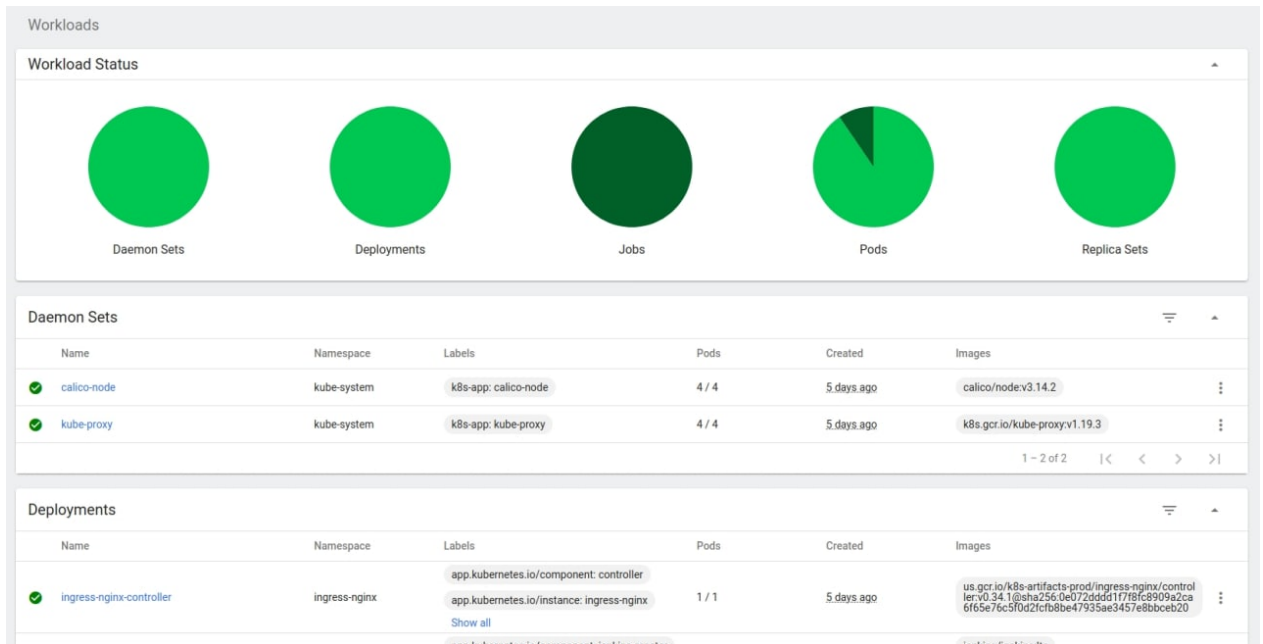 Workloads
Workload Status
Daemon Sets Deployments Jobs Pods Replica Sets
Daemon Sets
Name Namespace Labels Pods Created Images
calico-node kube-system k8s-app: calico-node 4 / 4 5 days ago calico/node:v3.14.2
kube-proxy kube-system k8s-app: kube-proxy 4 / 4 5 days ago k8s.gcr.io/kube-proxy:v1.19.3
1 – 2 of 2
Deployments
Name Namespace Labels Pods Created Images
app.kubernetes.io/component: controller
ingress-nginx-controller ingress-nginx app.kubernetes.io/instance: ingress-nginx 1 / 1 5 days ago
us.gcr.io/k8s-artifacts-prod/ingress-nginx/control
ler:v0.34.1@sha256:0e072dddd1f7f8fc8909a2ca
6f65e76c5f0d2fcfb8be47935ae3457e8bbceb20
Show all